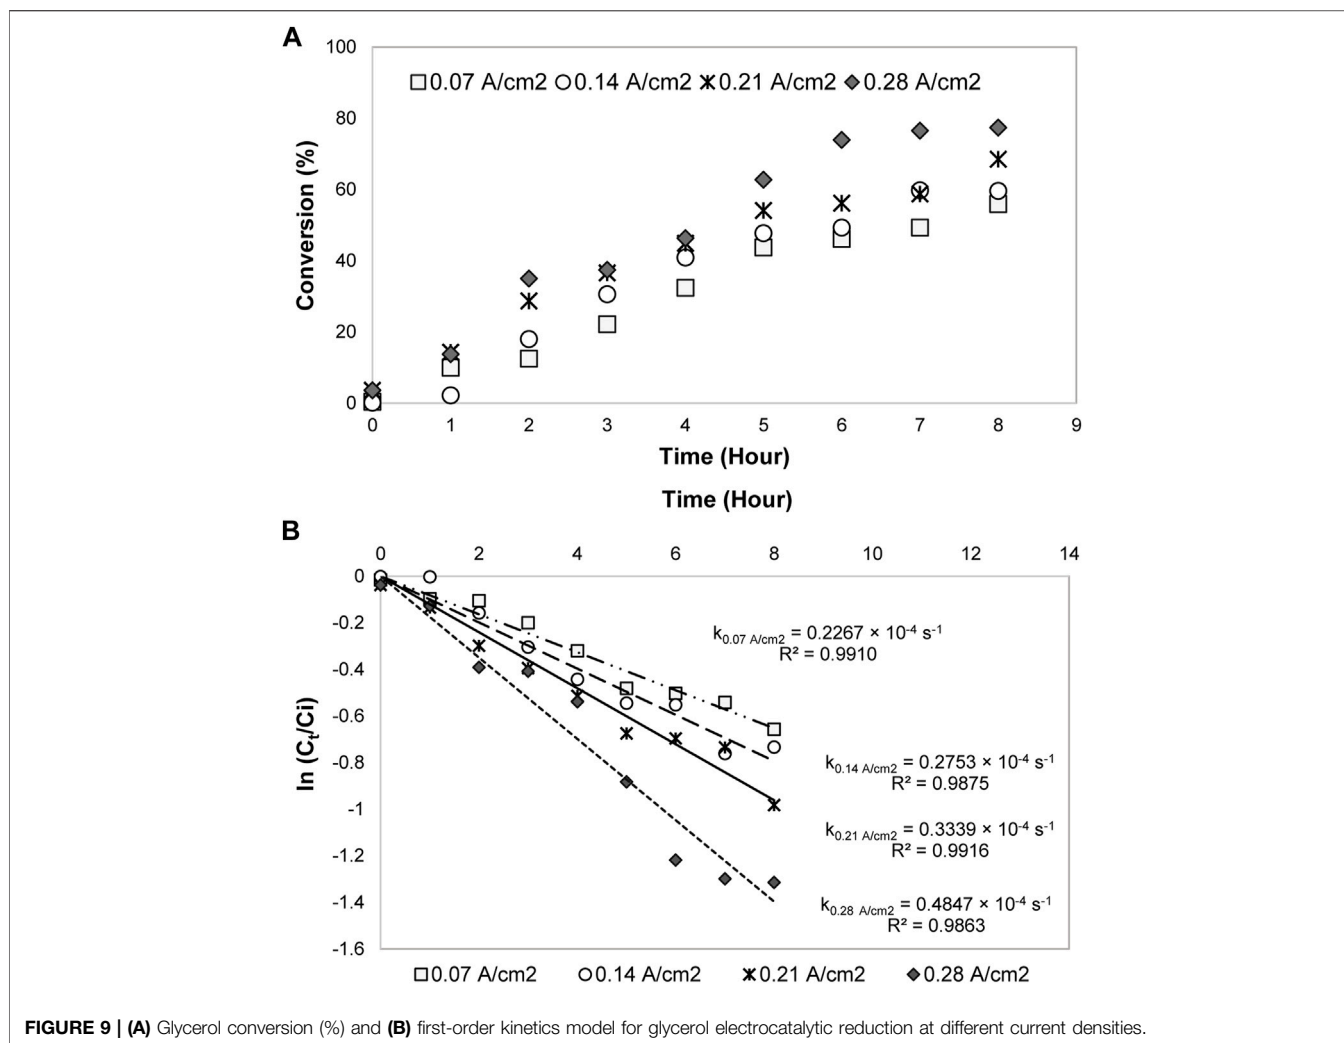 A
100
□ 0.07 A/cm2 ○ 0.14 A/cm2 ж 0.21 A/cm2 ◆ 0.28 A/cm2
80
60
40
20
0
Conversion (%)
0 1 2 3 4 5 6 7 8 9
Time (Hour)
Time (Hour)
B
0 2 4 6 8 10 12 14
0
-0.2
-0.4
-0.6
-0.8
-1
-1.2
-1.4
-1.6
ln (Cₜ/Ci)
k0.07 A/cm2 = 0.2267 × 10⁻⁴ s⁻¹
R² = 0.9910
k0.14 A/cm2 = 0.2753 × 10⁻⁴ s⁻¹
R² = 0.9875
k0.21 A/cm2 = 0.3339 × 10⁻⁴ s⁻¹
R² = 0.9916
k0.28 A/cm2 = 0.4847 × 10⁻⁴ s⁻¹
R² = 0.9863
□ 0.07 A/cm2 ○ 0.14 A/cm2 ж 0.21 A/cm2 ◆ 0.28 A/cm2
FIGURE 9 | (A) Glycerol conversion (%) and (B) first-order kinetics model for glycerol electrocatalytic reduction at different current densities.